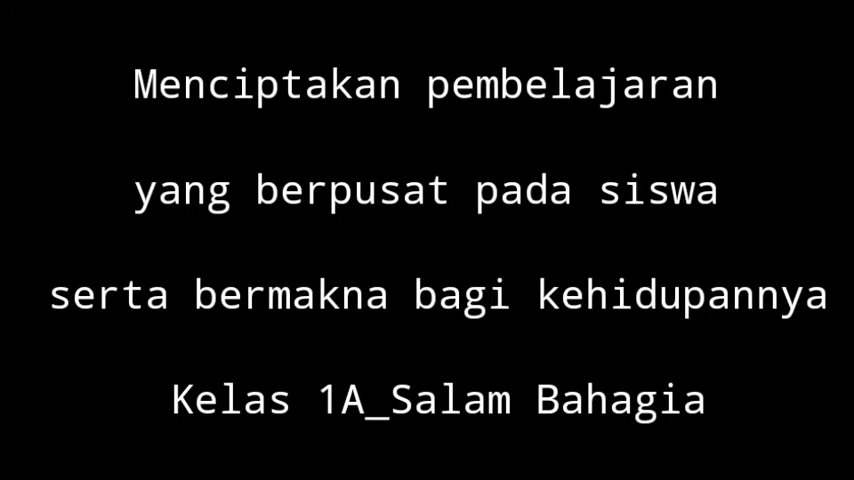 Menciptakan pembelajaran
yang berpusat pada siswa
serta bermakna bagi kehidupannya
Kelas 1A_Salam Bahagia